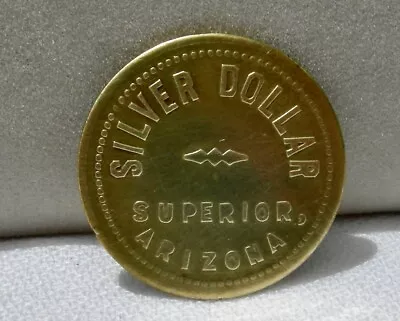 SILVER DOLLAR
SUPERIOR,
ARIZONA